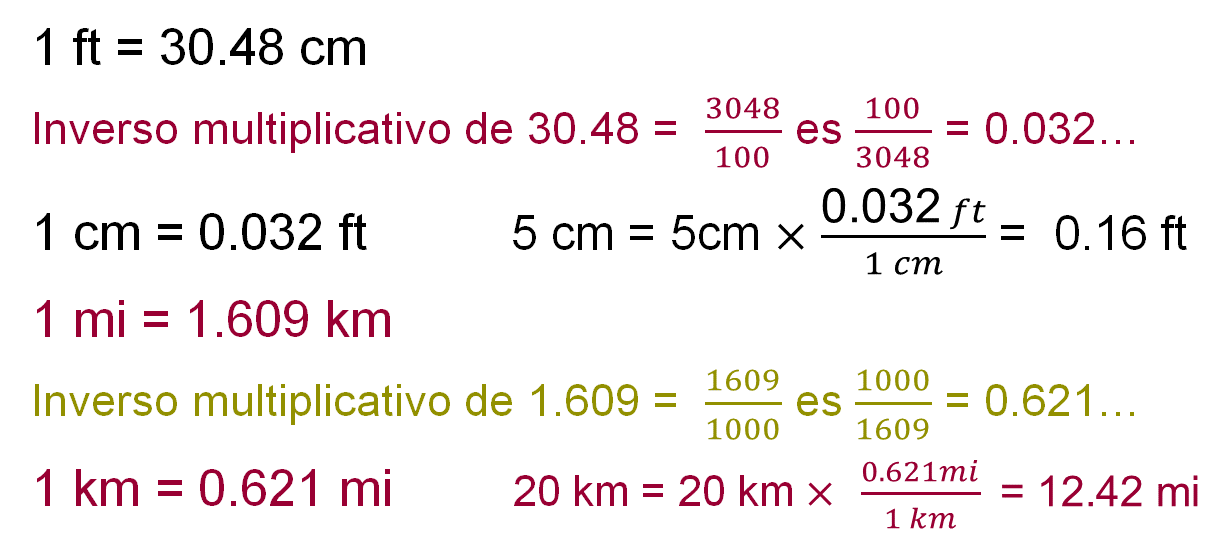 1 ft = 30.48 cm
Inverso multiplicativo de 30.48 = 3048/100 es 100/3048 = 0.032...
1 cm = 0.032 ft 5 cm = 5cm × 0.032 ft/1 cm = 0.16 ft
1 mi = 1.609 km
Inverso multiplicativo de 1.609 = 1609/1000 es 1000/1609 = 0.621...
1 km = 0.621 mi 20 km = 20 km × 0.621mi/1 km = 12.42 mi